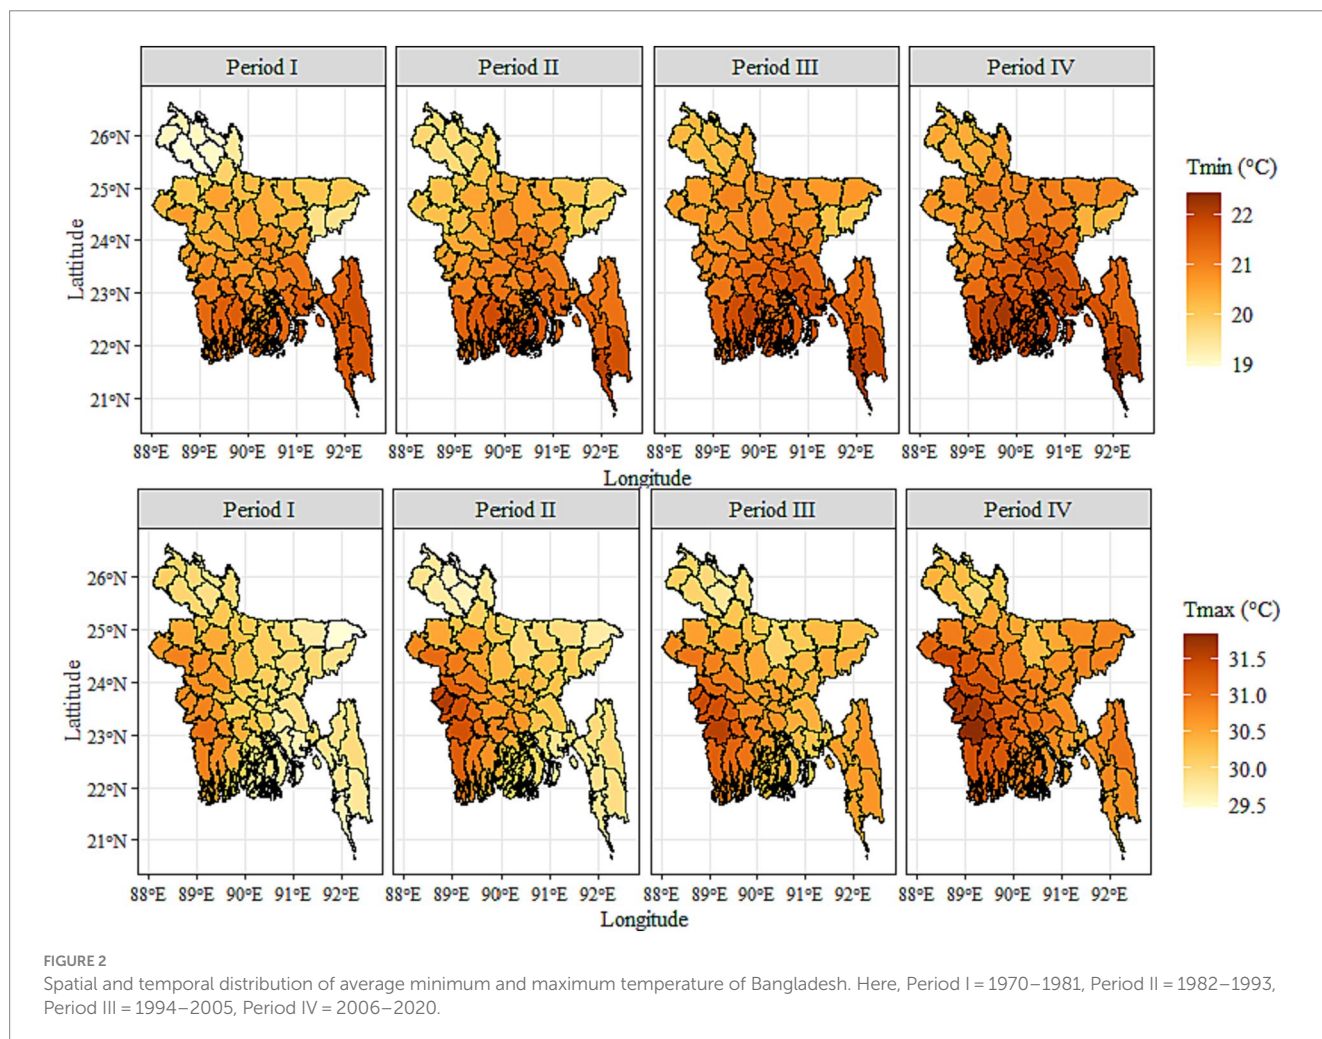 Period I Period II Period III Period IV
26°N
25°N
24°N
23°N
22°N
21°N
Lattitude
88°E 89°E 90°E 91°E 92°E 88°E 89°E 90°E 91°E 92°E 88°E 89°E 90°E 91°E 92°E 88°E 89°E 90°E 91°E 92°E
Longitude
Tmin (°C)
22
21
20
19
Period I Period II Period III Period IV
26°N
25°N
24°N
23°N
22°N
21°N
Lattitude
88°E 89°E 90°E 91°E 92°E 88°E 89°E 90°E 91°E 92°E 88°E 89°E 90°E 91°E 92°E 88°E 89°E 90°E 91°E 92°E
Longitude
Tmax (°C)
31.5
31.0
30.5
30.0
29.5
FIGURE 2
Spatial and temporal distribution of average minimum and maximum temperature of Bangladesh. Here, Period I = 1970–1981, Period II = 1982–1993,
Period III = 1994–2005, Period IV = 2006–2020.